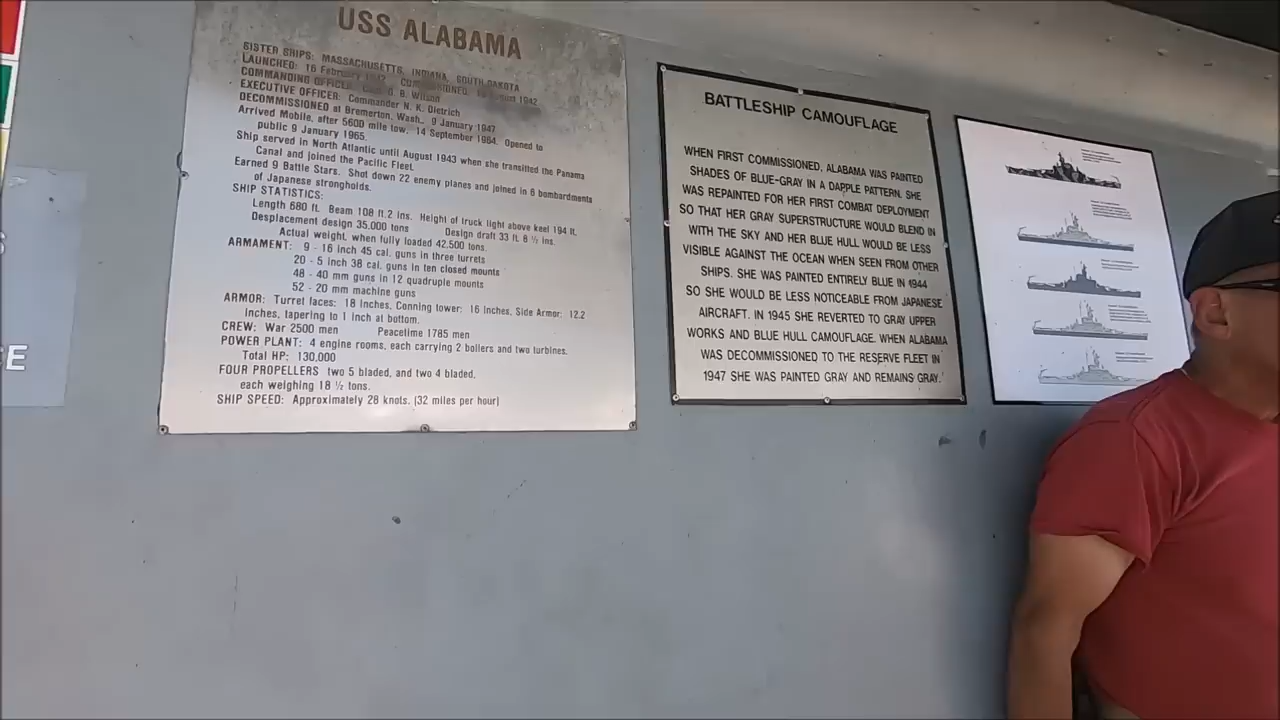 USS ALABAMA
SISTER SHIPS: MASSACHUSETTS, INDIANA, SOUTH DAKOTA
LAUNCHED: 16 February 1942 COMMISSIONED: August 1942
COMMANDING OFFICER: B. Wilson
EXECUTIVE OFFICER: Commander N. K. Dietrich
DECOMMISSIONED at Bremerton, Wash., 9 January 1947
Arrived Mobile, after 5600 mile tow, 14 September 1964. Opened to
public 9 January 1965.
Ship served in North Atlantic until August 1943 when she transitted the Panama
Canal and joined the Pacific Fleet.
Earned 9 Battle Stars. Shot down 22 enemy planes and joined in 6 bombardments
of Japanese strongholds.
SHIP STATISTICS:
Length 680 ft. Beam 108 ft.2 ins. Height of truck light above keel 194 ft.
Desplacement design 35,000 tons Design draft 33 ft. 8 ½ ins.
Actual weight, when fully loaded 42,500 tons.
ARMAMENT: 9 - 16 inch 45 cal. guns in three turrets
20 - 5 inch 38 cal. guns in ten closed mounts
48 - 40 mm guns in 12 quadruple mounts
52 - 20 mm machine guns
ARMOR: Turret faces: 18 Inches, Conning tower: 16 Inches, Side Armor: 12.2
Inches, tapering to 1 Inch at bottom.
CREW: War 2500 men Peacetime 1785 men
POWER PLANT: 4 engine rooms, each carrying 2 boilers and two turbines.
Total HP: 130,000
FOUR PROPELLERS two 5 bladed, and two 4 bladed,
each weighing 18 ½ tons.
SHIP SPEED: Approximately 28 knots. (32 miles per hour)
BATTLESHIP CAMOUFLAGE
WHEN FIRST COMMISSIONED, ALABAMA WAS PAINTED
SHADES OF BLUE-GRAY IN A DAPPLE PATTERN. SHE
WAS REPAINTED FOR HER FIRST COMBAT DEPLOYMENT
SO THAT HER GRAY SUPERSTRUCTURE WOULD BLEND IN
WITH THE SKY AND HER BLUE HULL WOULD BE LESS
VISIBLE AGAINST THE OCEAN WHEN SEEN FROM OTHER
SHIPS. SHE WAS PAINTED ENTIRELY BLUE IN 1944
SO SHE WOULD BE LESS NOTICEABLE FROM JAPANESE
AIRCRAFT. IN 1945 SHE REVERTED TO GRAY UPPER
WORKS AND BLUE HULL CAMOUFLAGE. WHEN ALABAMA
WAS DECOMMISSIONED TO THE RESERVE FLEET IN
1947 SHE WAS PAINTED GRAY AND REMAINS GRAY.
E